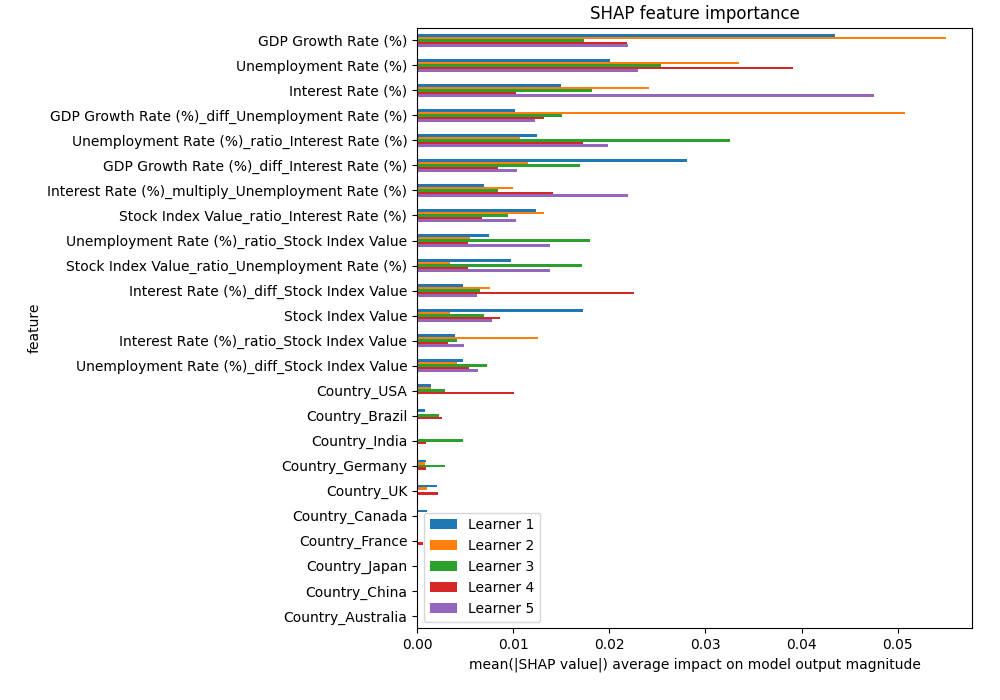 SHAP feature importance
GDP Growth Rate (%)
Unemployment Rate (%)
Interest Rate (%)
GDP Growth Rate (%)_diff_Unemployment Rate (%)
Unemployment Rate (%)_ratio_Interest Rate (%)
GDP Growth Rate (%)_diff_Interest Rate (%)
Interest Rate (%)_multiply_Unemployment Rate (%)
Stock Index Value_ratio_Interest Rate (%)
Unemployment Rate (%)_ratio_Stock Index Value
Stock Index Value_ratio_Unemployment Rate (%)
Interest Rate (%)_diff_Stock Index Value
Stock Index Value
Interest Rate (%)_ratio_Stock Index Value
Unemployment Rate (%)_diff_Stock Index Value
Country_USA
Country_Brazil
Country_India
Country_Germany
Country_UK
Country_Canada
Country_France
Country_Japan
Country_China
Country_Australia
feature
Learner 1
Learner 2
Learner 3
Learner 4
Learner 5
0.00 0.01 0.02 0.03 0.04 0.05
mean(|SHAP value|) average impact on model output magnitude